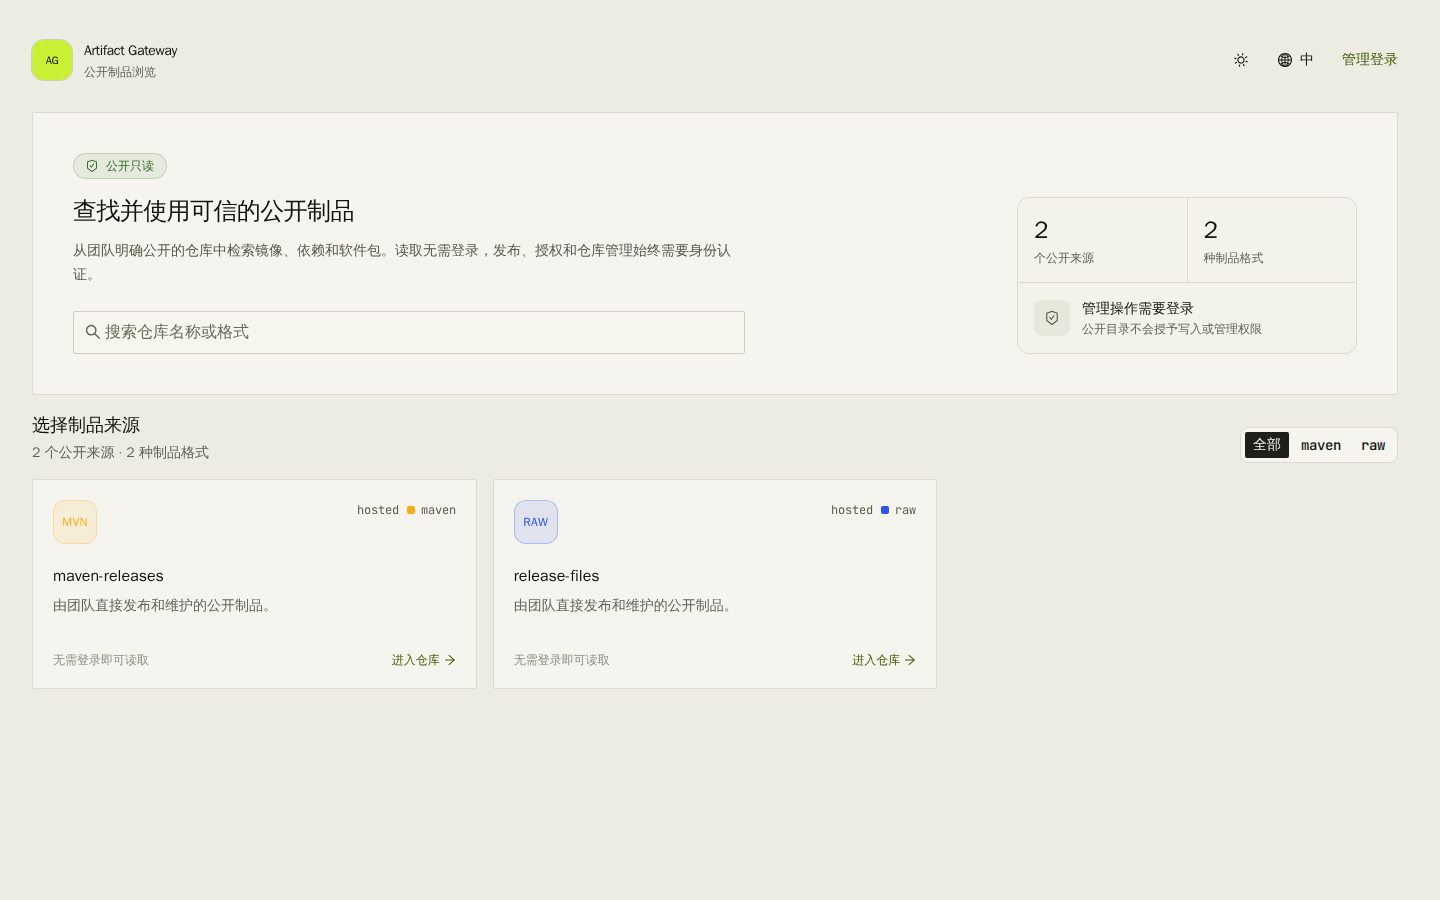 AG
Artifact Gateway
公开制品浏览
中
管理登录
公开只读
查找并使用可信的公开制品
从团队明确公开的仓库中检索镜像、依赖和软件包。读取无需登录，发布、授权和仓库管理始终需要身份认
证。
搜索仓库名称或格式
2
个公开来源
2
种制品格式
管理操作需要登录
公开目录不会授予写入或管理权限
选择制品来源
2 个公开来源 · 2 种制品格式
全部 maven raw
MVN
hosted maven
maven-releases
由团队直接发布和维护的公开制品。
无需登录即可读取
进入仓库
RAW
hosted raw
release-files
由团队直接发布和维护的公开制品。
无需登录即可读取
进入仓库